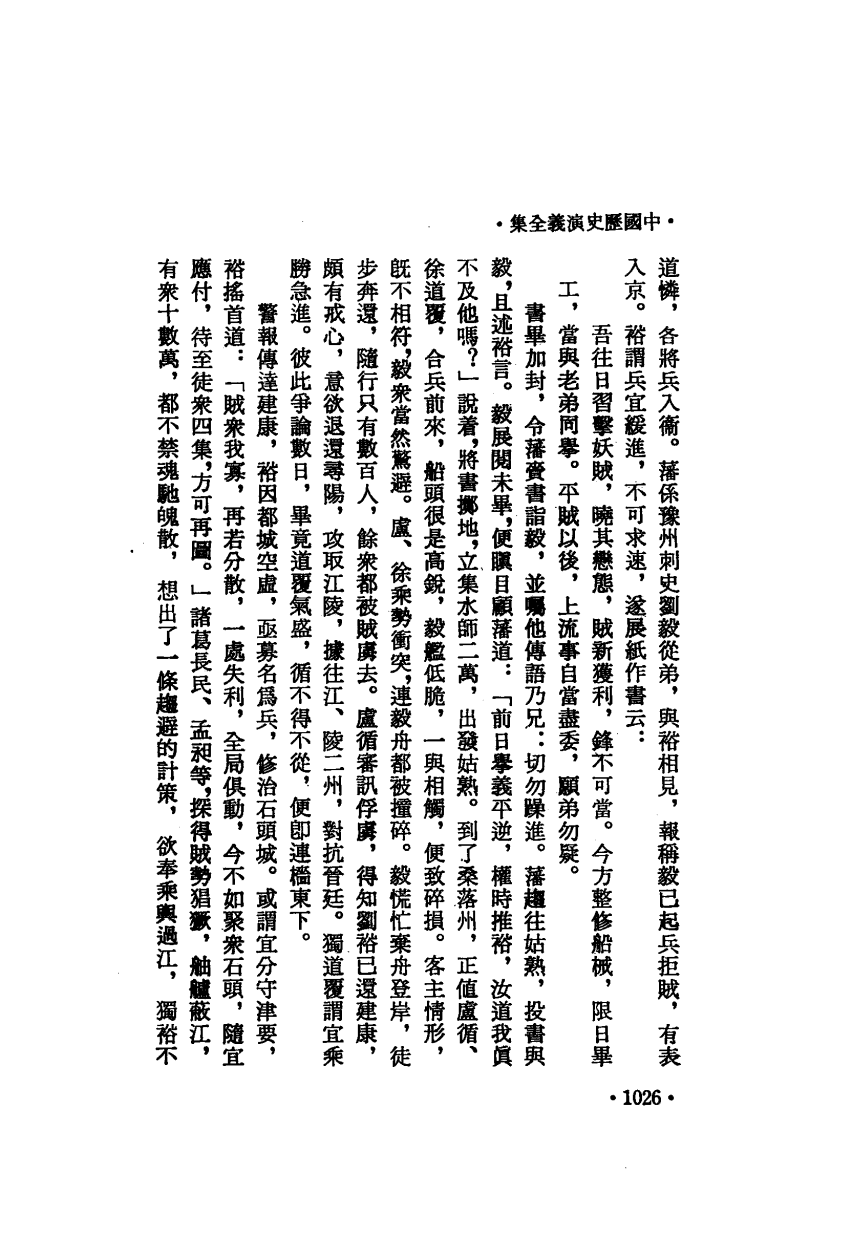 ·中國歷史演義全集·
道憐，各將兵入衞。藩係豫州刺史劉毅從弟，與裕相見，報稱毅已起兵拒賊，有表
入京。裕謂兵宜緩進，不可求速，遂展紙作書云：
吾往日習擊妖賊，曉其戀態，賊新獲利，鋒不可當。今方整修船械，限日畢
工，當與老弟同擧。平賊以後，上流事自當盡委，願弟勿疑。
書畢加封，令藩齎書詣毅，並囑他傳語乃兄：切勿躁進。藩趨往姑熟，投書與
毅，且述裕言。毅展閱未畢，便瞋目顧藩道：「前日擧義平逆，權時推裕，汝道我眞
不及他嗎？」說着，將書擲地，立集水師二萬，出發姑熟。到了桑落州，正值盧循、
徐道覆，合兵前來，船頭很是高銳，毅艦低脆，一與相觸，便致碎損。客主情形，
旣不相符，毅衆當然驚避。盧、徐乘勢衝突，連毅舟都被撞碎。毅慌忙棄舟登岸，徒
步奔還，隨行只有數百人，餘衆都被賊虜去。盧循審訊俘虜，得知劉裕已還建康，
頗有戒心，意欲退還尋陽，攻取江陵，據住江、陵二州，對抗晉廷。獨道覆謂宜乘
勝急進。彼此爭論數日，畢竟道覆氣盛，循不得不從，便卽連檣東下。
警報傳達建康，裕因都城空虛，亟募名爲兵，修治石頭城。或謂宜分守津要，
裕搖首道：「賊衆我寡，再若分散，一處失利，全局俱動，今不如聚衆石頭，隨宜
應付，待至徒衆四集，方可再圖。」諸葛長民、孟昶等，探得賊勢猖獗，舳艫蔽江，
有衆十數萬，都不禁魂馳魄散，想出了一條趨避的計策，欲奉乘輿過江，獨裕不
·1026·